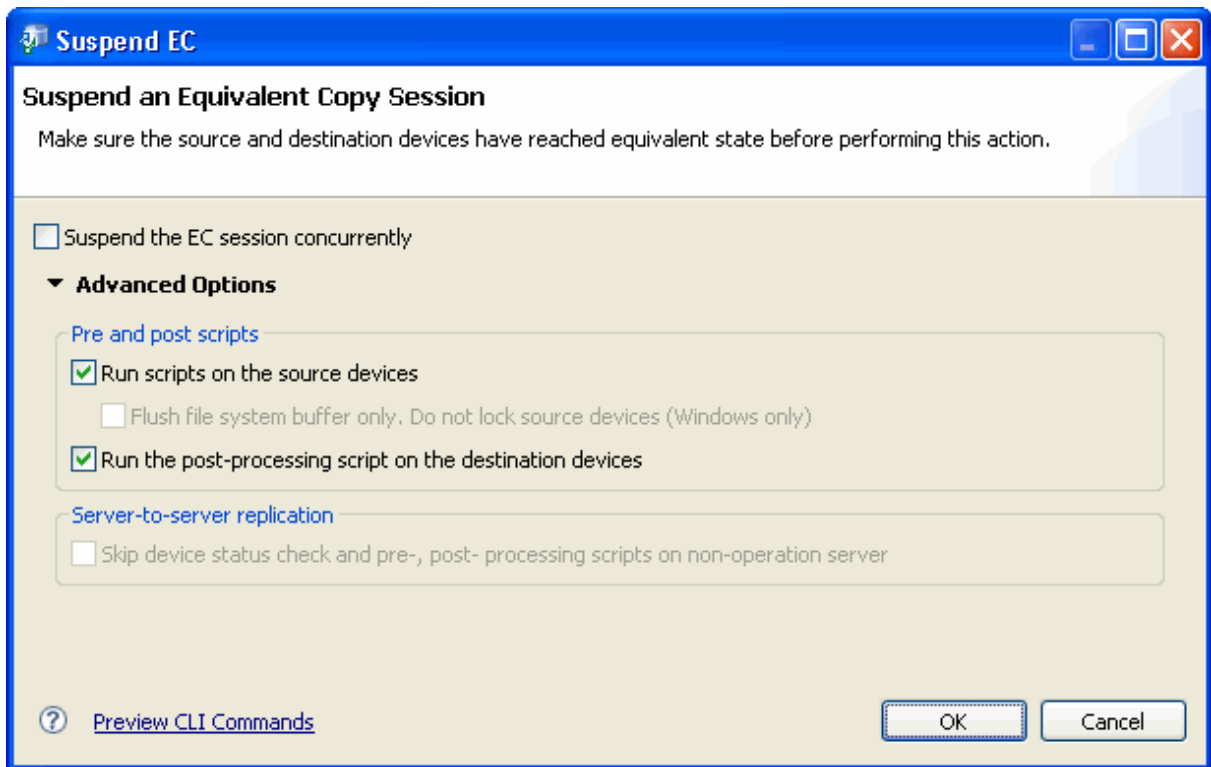 Suspend EC
Suspend an Equivalent Copy Session
Make sure the source and destination devices have reached equivalent state before performing this action.
Suspend the EC session concurrently
Advanced Options
Pre and post scripts
Run scripts on the source devices
Flush file system buffer only. Do not lock source devices (Windows only)
Run the post-processing script on the destination devices
Server-to-server replication
Skip device status check and pre-, post- processing scripts on non-operation server
? Preview CLI Commands OK Cancel